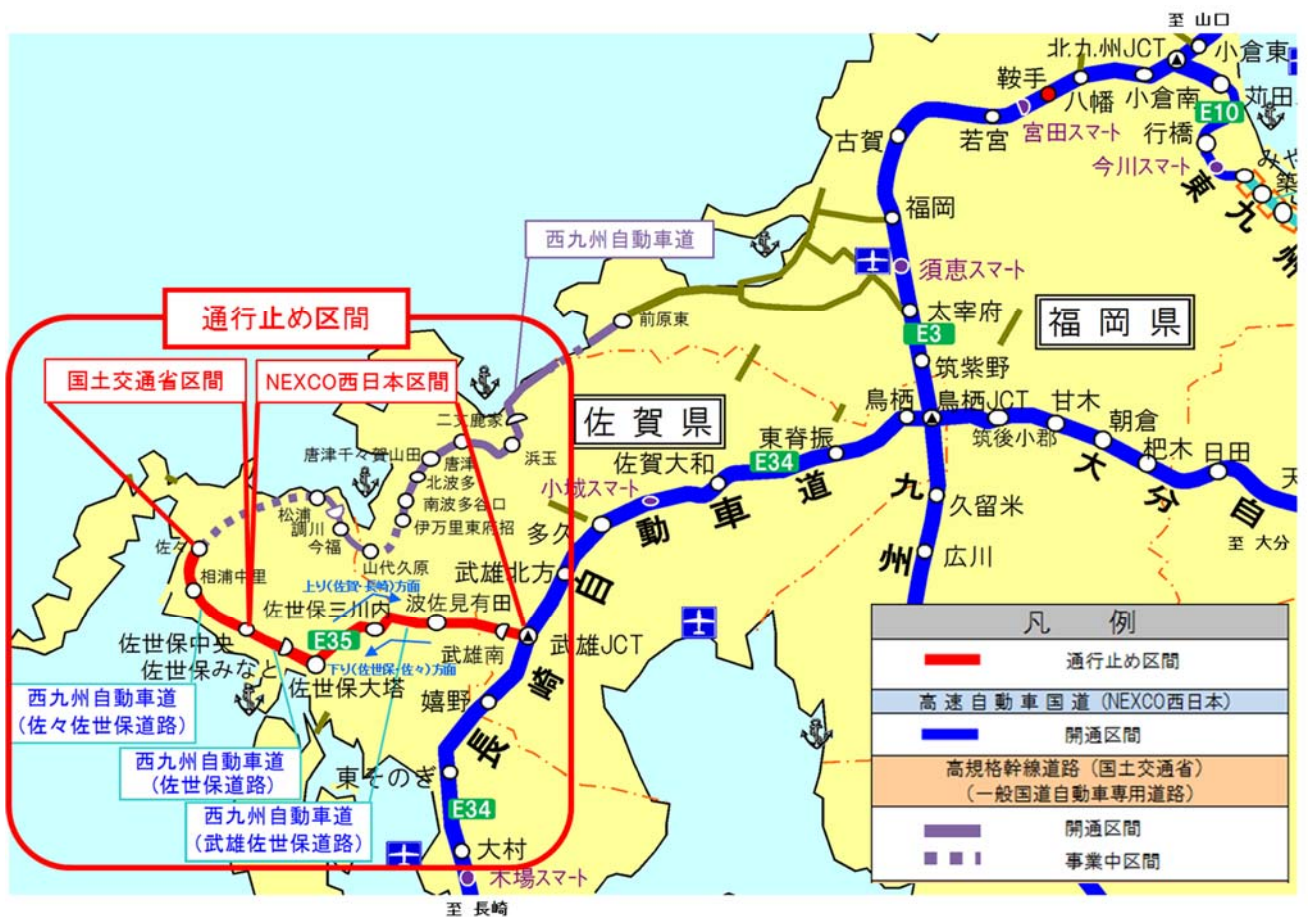 至 山口
北九州JCT
小倉東
鞍手
八幡
小倉南
苅田
E10
行橋
宮田スマート
若宮
古賀
今川スマート
みや
築
東九州
福岡
西九州自動車道
須恵スマート
太宰府
前原東
E3
福岡県
通行止め区間
筑紫野
国土交通省区間
NEXCO西日本区間
鳥栖
鳥栖JCT
甘木
朝倉
筑後小郡
杷木
日田
二丈鹿家
佐賀県
東脊振
唐津千々賀山田
唐津
浜玉
佐賀大和
E34
北波多
南波多谷口
小城スマート
久留米
大分自
天
松浦
調川
今福
伊万里東府招
多久
佐々
山代久原
広川
至 大分
相浦中里
上り(佐賀・長崎)方面
武雄北方
九州
長崎自動車道
佐世保三川内
波佐見有田
佐世保中央
E35
武雄JCT
佐世保みなと
武雄南
下り(佐世保・佐々)方面
佐世保大塔
嬉野
西九州自動車道
(佐々佐世保道路)
西九州自動車道
(佐世保道路)
東そのぎ
西九州自動車道
(武雄佐世保道路)
E34
大村
木場スマート
至 長崎
凡 例
通行止め区間
高速自動車国道(NEXCO西日本)
開通区間
高規格幹線道路(国土交通省)
(一般国道自動車専用道路)
開通区間
事業中区間